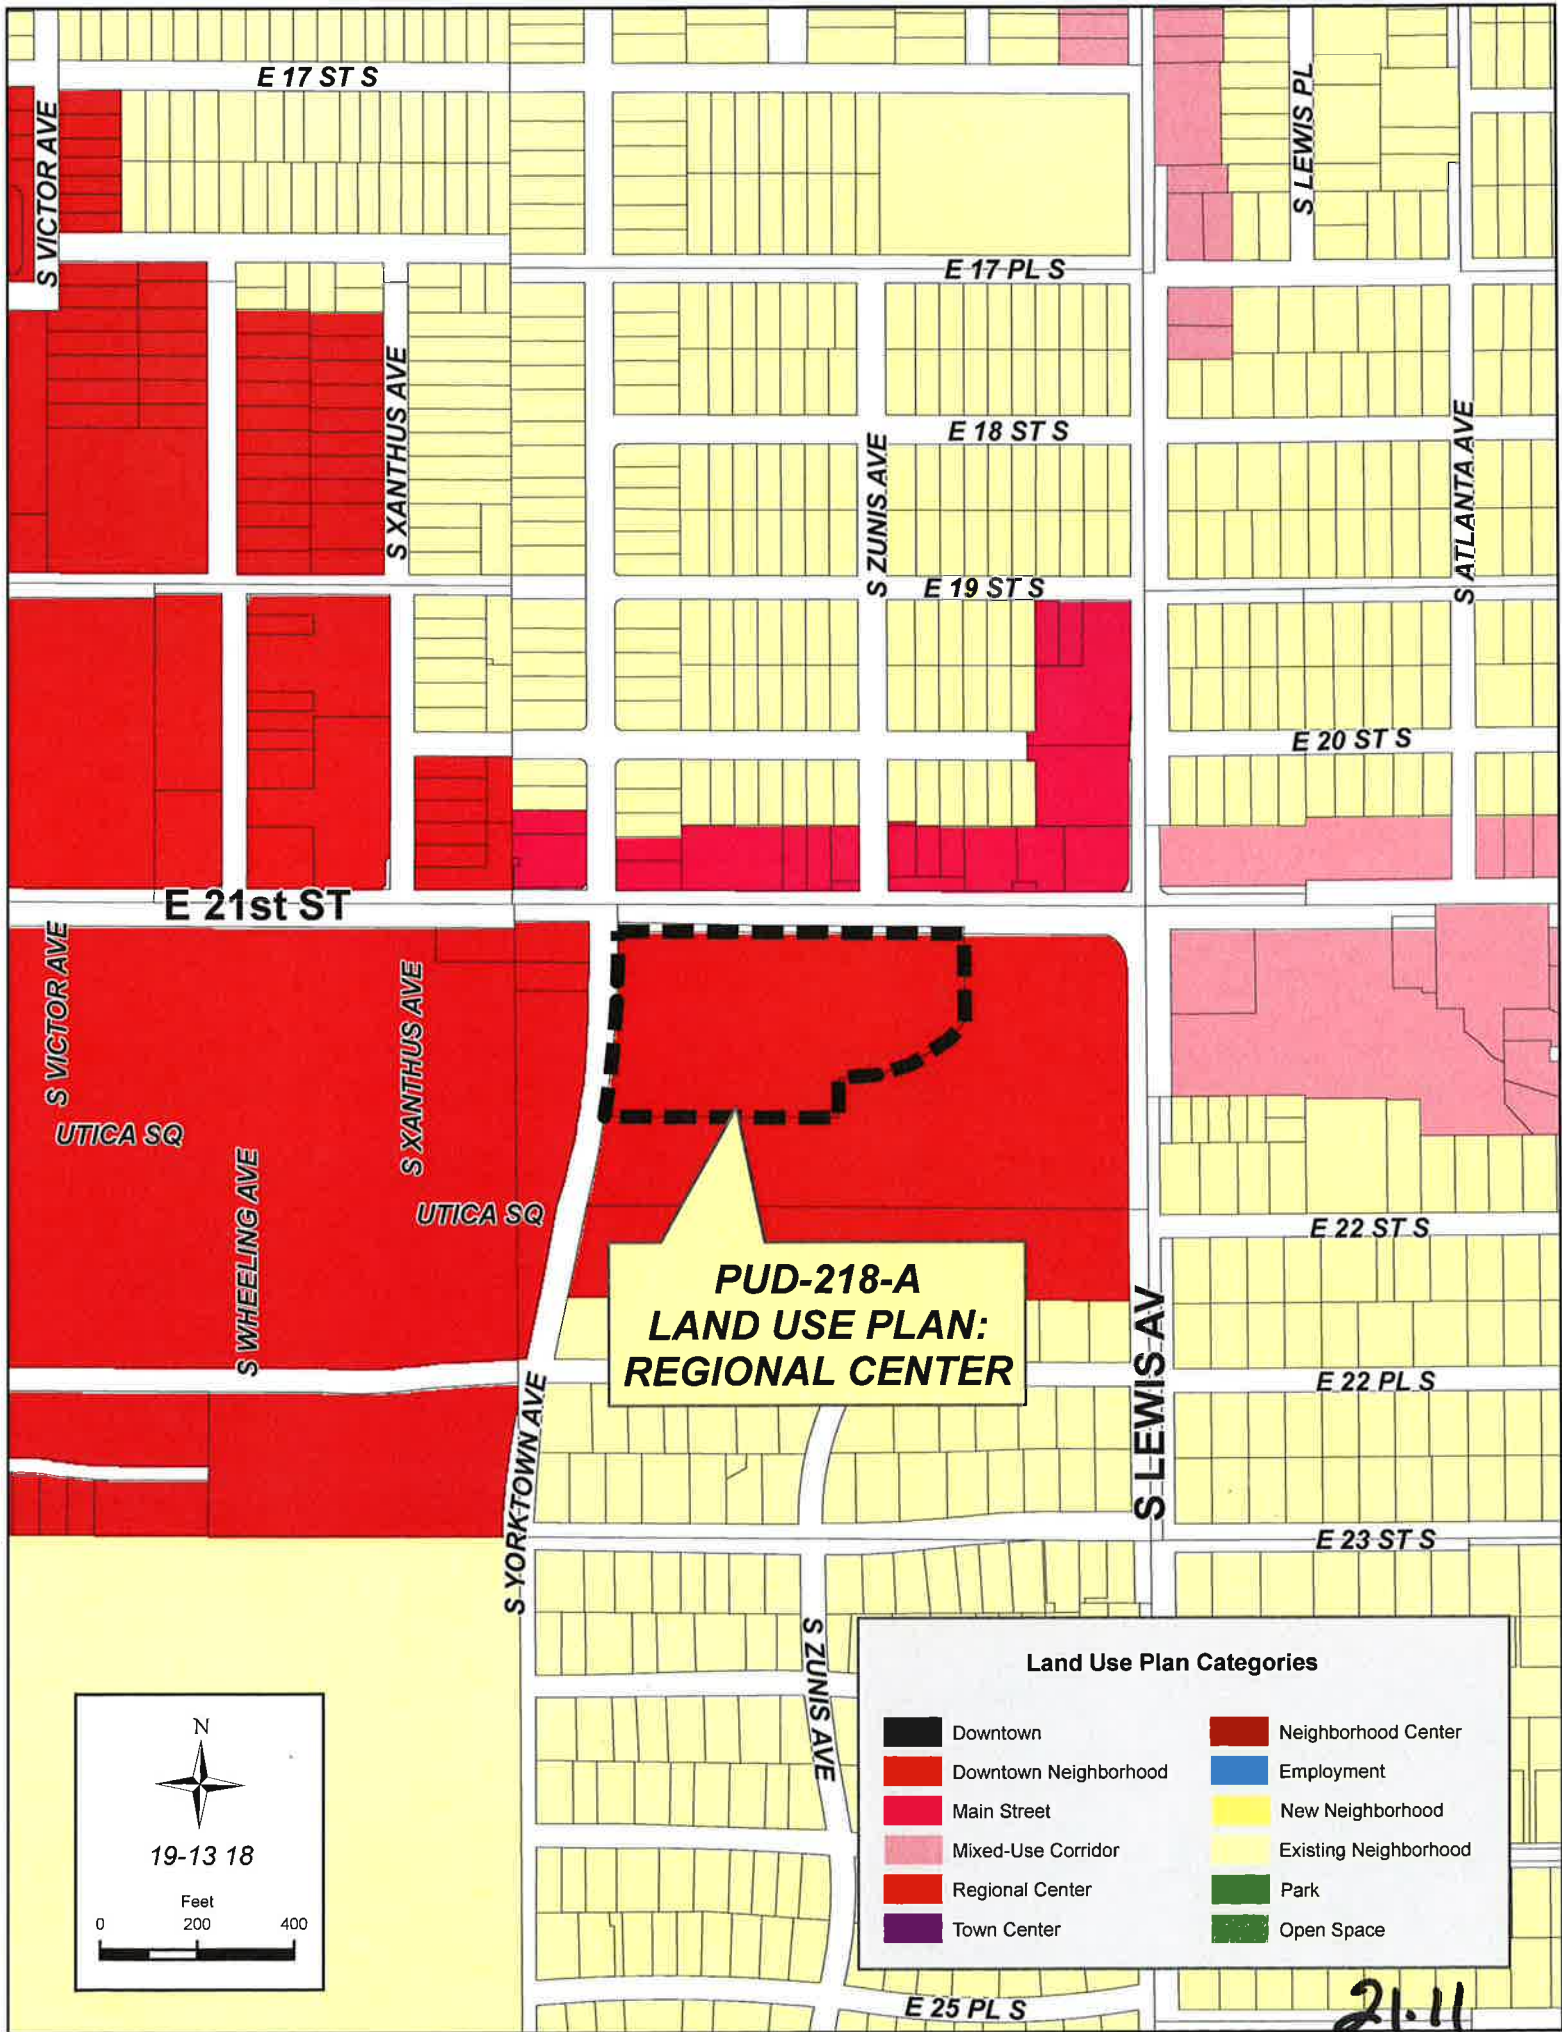 E 17 ST S
S VICTOR AVE
S LEWIS PL
E 17 PL S
S XANTHUS AVE
E 18 ST S
S ZUNIS AVE
S ATLANTA AVE
E 19 ST S
E 20 ST S
E 21st ST
S VICTOR AVE
S XANTHUS AVE
UTICA SQ
S WHEELING AVE
UTICA SQ
E 22 ST S
PUD-218-A
LAND USE PLAN:
REGIONAL CENTER
S LEWIS AV
E 22 PL S
S YORKTOWN AVE
E 23 ST S
S ZUNIS AVE
Land Use Plan Categories
Downtown
Downtown Neighborhood
Main Street
Mixed-Use Corridor
Regional Center
Town Center
Neighborhood Center
Employment
New Neighborhood
Existing Neighborhood
Park
Open Space
N
19-13 18
Feet
0 200 400
E 25 PL S
21.11